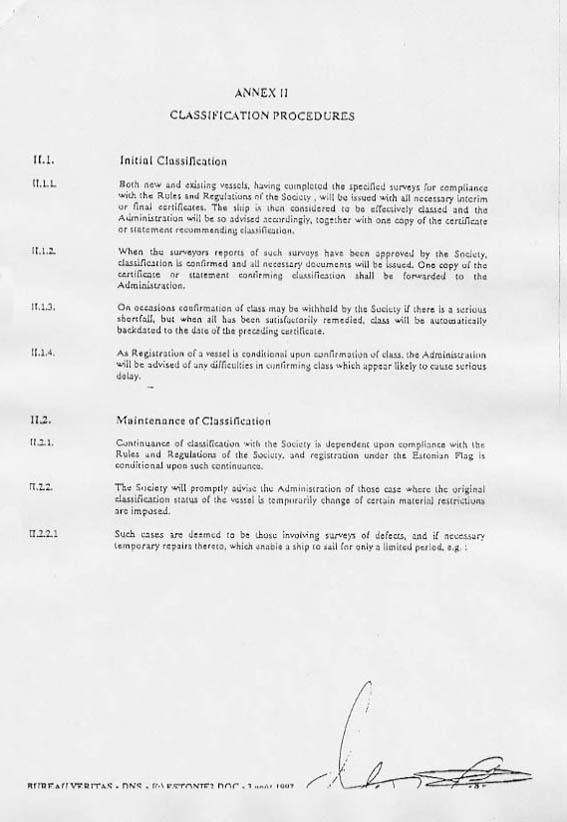 ANNEX II
CLASSIFICATION PROCEDURES
II.1. Initial Classification
II.1.1. Both new and existing vessels, having completed the specified surveys for compliance
with the Rules and Regulations of the Society , will be issued with all necessary interim
or final certificates. The ship is then considered to be effectively classed and the
Administration will be so advised accordingly, together with one copy of the certificate
or statement recommending classification.
II.1.2. When the surveyors reports of such surveys have been approved by the Society,
classification is confirmed and all necessary documents will be issued. One copy of the
certificate or statement confirming classification shall be forwarded to the
Administration.
II.1.3. On occasions confirmation of class may be withheld by the Society if there is a serious
shortfall, but when all has been satisfactorily remedied, class will be automatically
backdated to the date of the preceding certificate.
II.1.4. As Registration of a vessel is conditional upon confirmation of class, the Administration
will be advised of any difficulties in confirming class which appear likely to cause serious
delay.
II.2. Maintenance of Classification
II.2.1. Continuance of classification with the Society is dependent upon compliance with the
Rules and Regulations of the Society, and registration under the Estonian Flag is
conditional upon such continuance.
II.2.2. The Society will promptly advise the Administration of those case where the original
classification status of the vessel is temporarily change of certain material restrictions
are imposed.
II.2.2.1 Such cases are deemed to be those involving surveys of defects, and if necessary
temporary repairs thereto, which enable a ship to sail for only a limited period, e.g. :
BUREAU VERITAS - DNS - ESTONIE2.DOC - 3